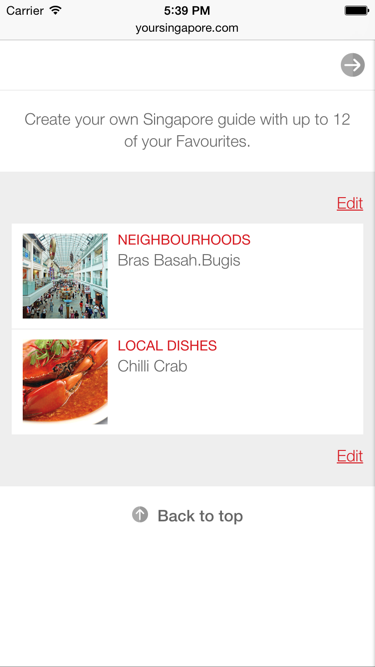 Carrier 5:39 PM
yoursingapore.com
Create your own Singapore guide with up to 12
of your Favourites.
Edit
NEIGHBOURHOODS
Bras Basah.Bugis
LOCAL DISHES
Chilli Crab
Edit
Back to top